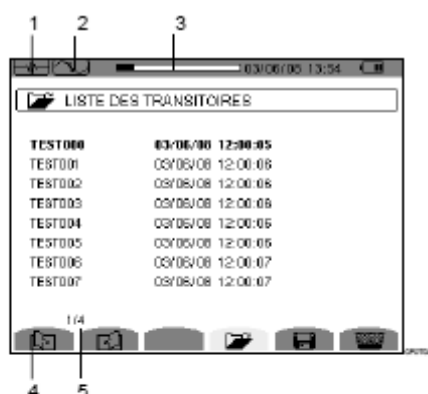 1 2 3
03/06/08 13:54
LISTE DES TRANSITOIRES
TEST000 03/06/08 12:00:05
TEST001 03/06/08 12:00:06
TEST002 03/06/08 12:00:06
TEST003 03/06/08 12:00:06
TEST004 03/06/08 12:00:06
TEST005 03/06/08 12:00:06
TEST006 03/06/08 12:00:07
TEST007 03/06/08 12:00:07
1/4
4 5